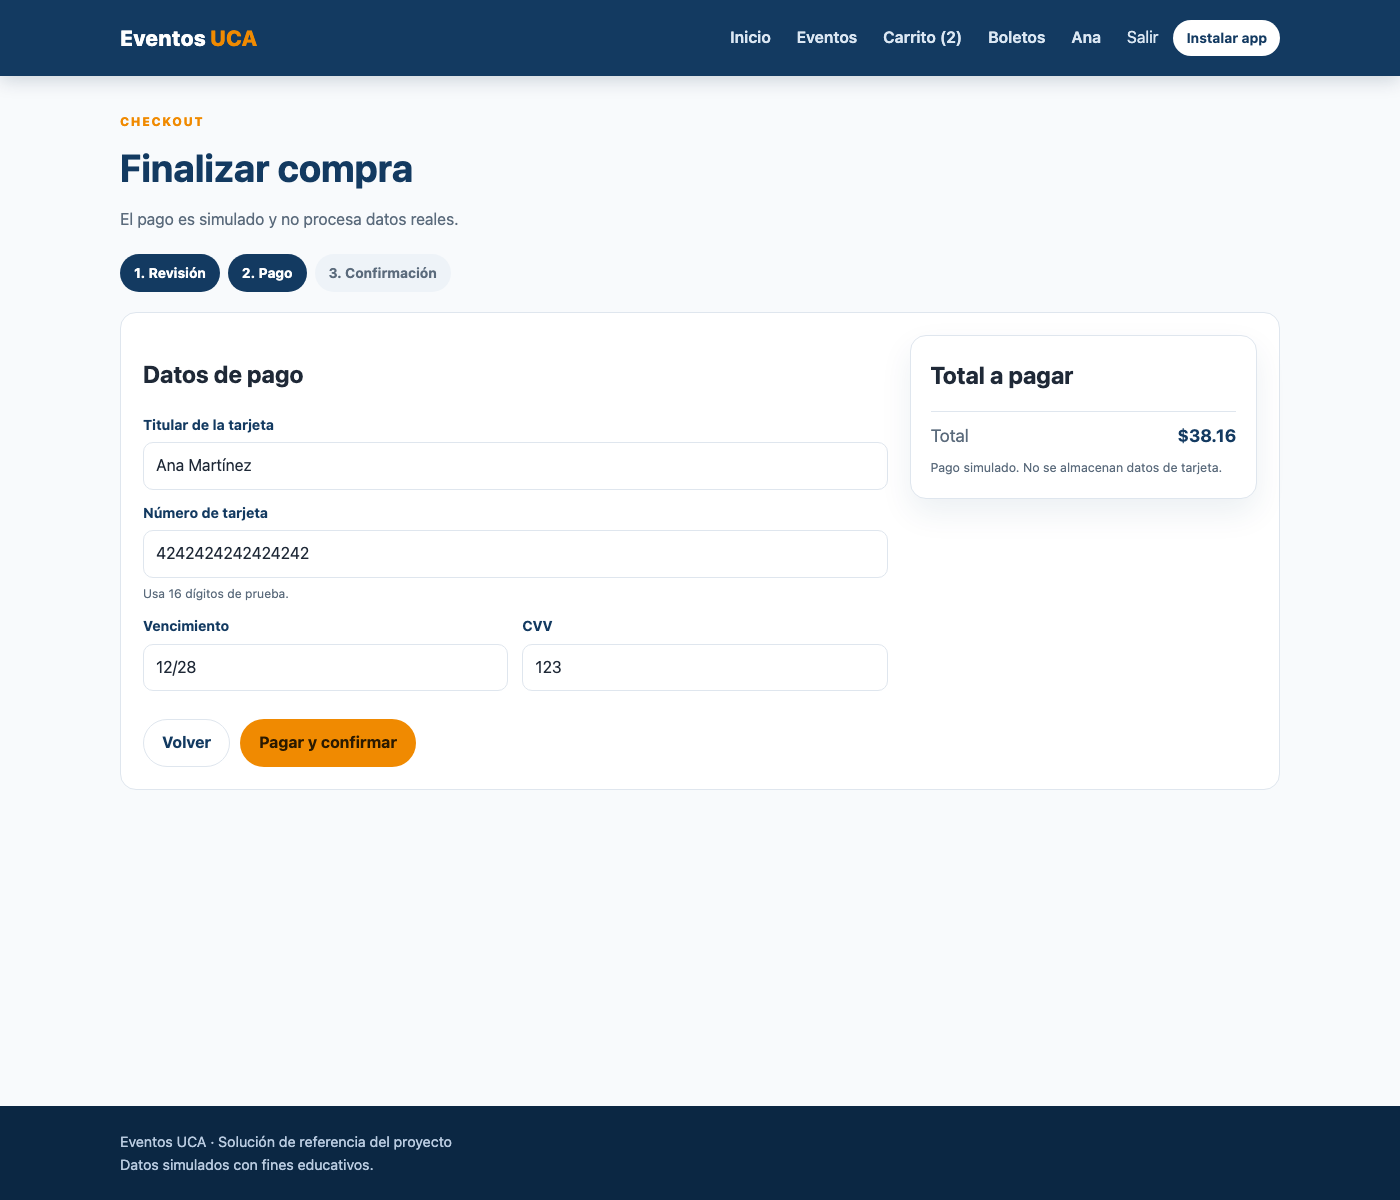 Eventos UCA
Inicio Eventos Carrito (2) Boletos Ana Salir Instalar app
CHECKOUT
Finalizar compra
El pago es simulado y no procesa datos reales.
1. Revisión 2. Pago 3. Confirmación
Datos de pago
Titular de la tarjeta
Ana Martínez
Número de tarjeta
4242424242424242
Usa 16 dígitos de prueba.
Vencimiento CVV
12/28 123
Volver Pagar y confirmar
Total a pagar
Total $38.16
Pago simulado. No se almacenan datos de tarjeta.
Eventos UCA · Solución de referencia del proyecto
Datos simulados con fines educativos.